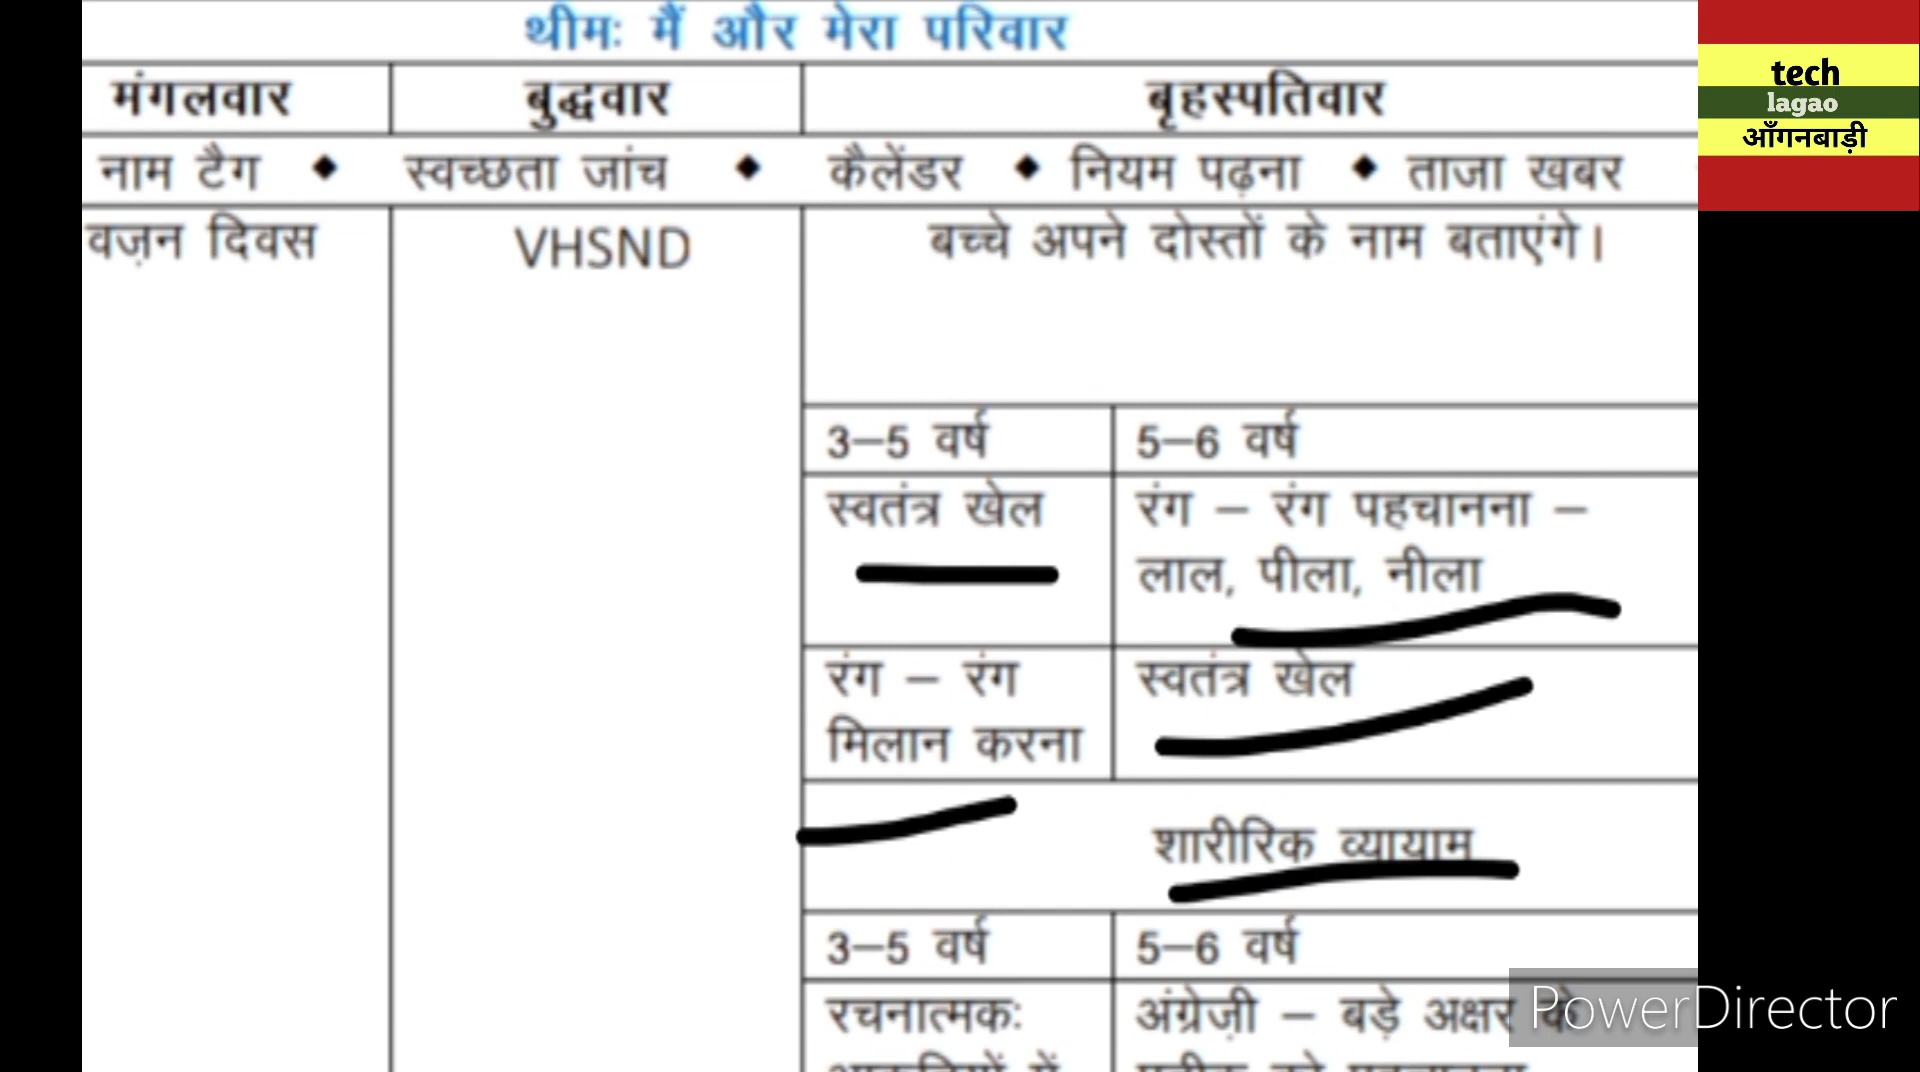 थीमः मैं और मेरा परिवार
मंगलवार बुद्धवार बृहस्पतिवार
नाम टैग ◆ स्वच्छता जांच ◆ कैलेंडर ◆ नियम पढ़ना ◆ ताजा खबर
वज़न दिवस VHSND बच्चे अपने दोस्तों के नाम बताएंगे।
3–5 वर्ष 5–6 वर्ष
स्वतंत्र खेल रंग – रंग पहचानना –
लाल, पीला, नीला
रंग – रंग स्वतंत्र खेल
मिलान करना
शारीरिक व्यायाम
3–5 वर्ष 5–6 वर्ष
रचनात्मकः अंग्रेज़ी – बड़े अक्षर के
tech
lagao
आँगनबाड़ी
PowerDirector